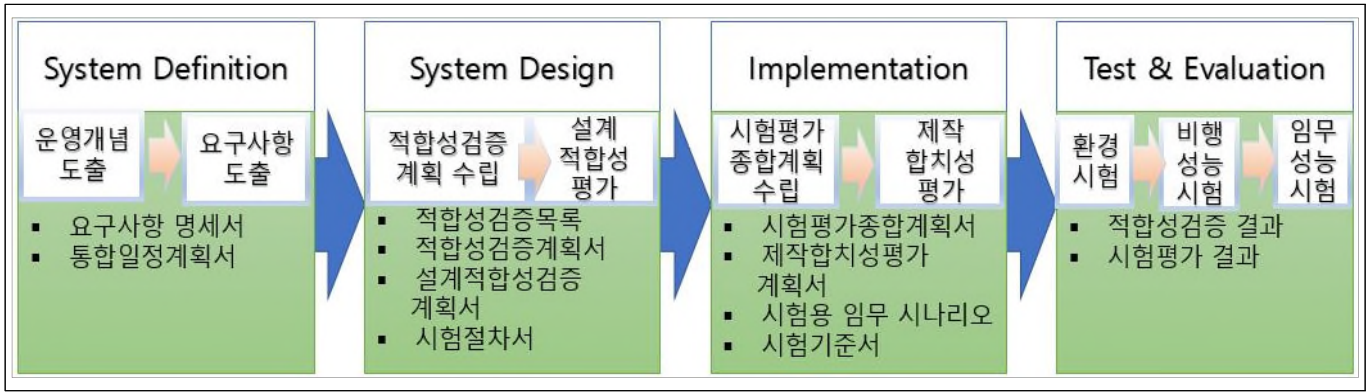 System Definition
운영개념
도출
요구사항
도출
▪ 요구사항 명세서
▪ 통합일정계획서
System Design
적합성검증
계획 수립
설계
적합성
평가
▪ 적합성검증목록
▪ 적합성검증계획서
▪ 설계적합성검증
계획서
▪ 시험절차서
Implementation
시험평가
종합계획
수립
제작
합치성
평가
▪ 시험평가종합계획서
▪ 제작합치성평가
계획서
▪ 시험용 임무 시나리오
▪ 시험기준서
Test & Evaluation
환경
시험
비행
성능
시험
임무
성능
시험
▪ 적합성검증 결과
▪ 시험평가 결과